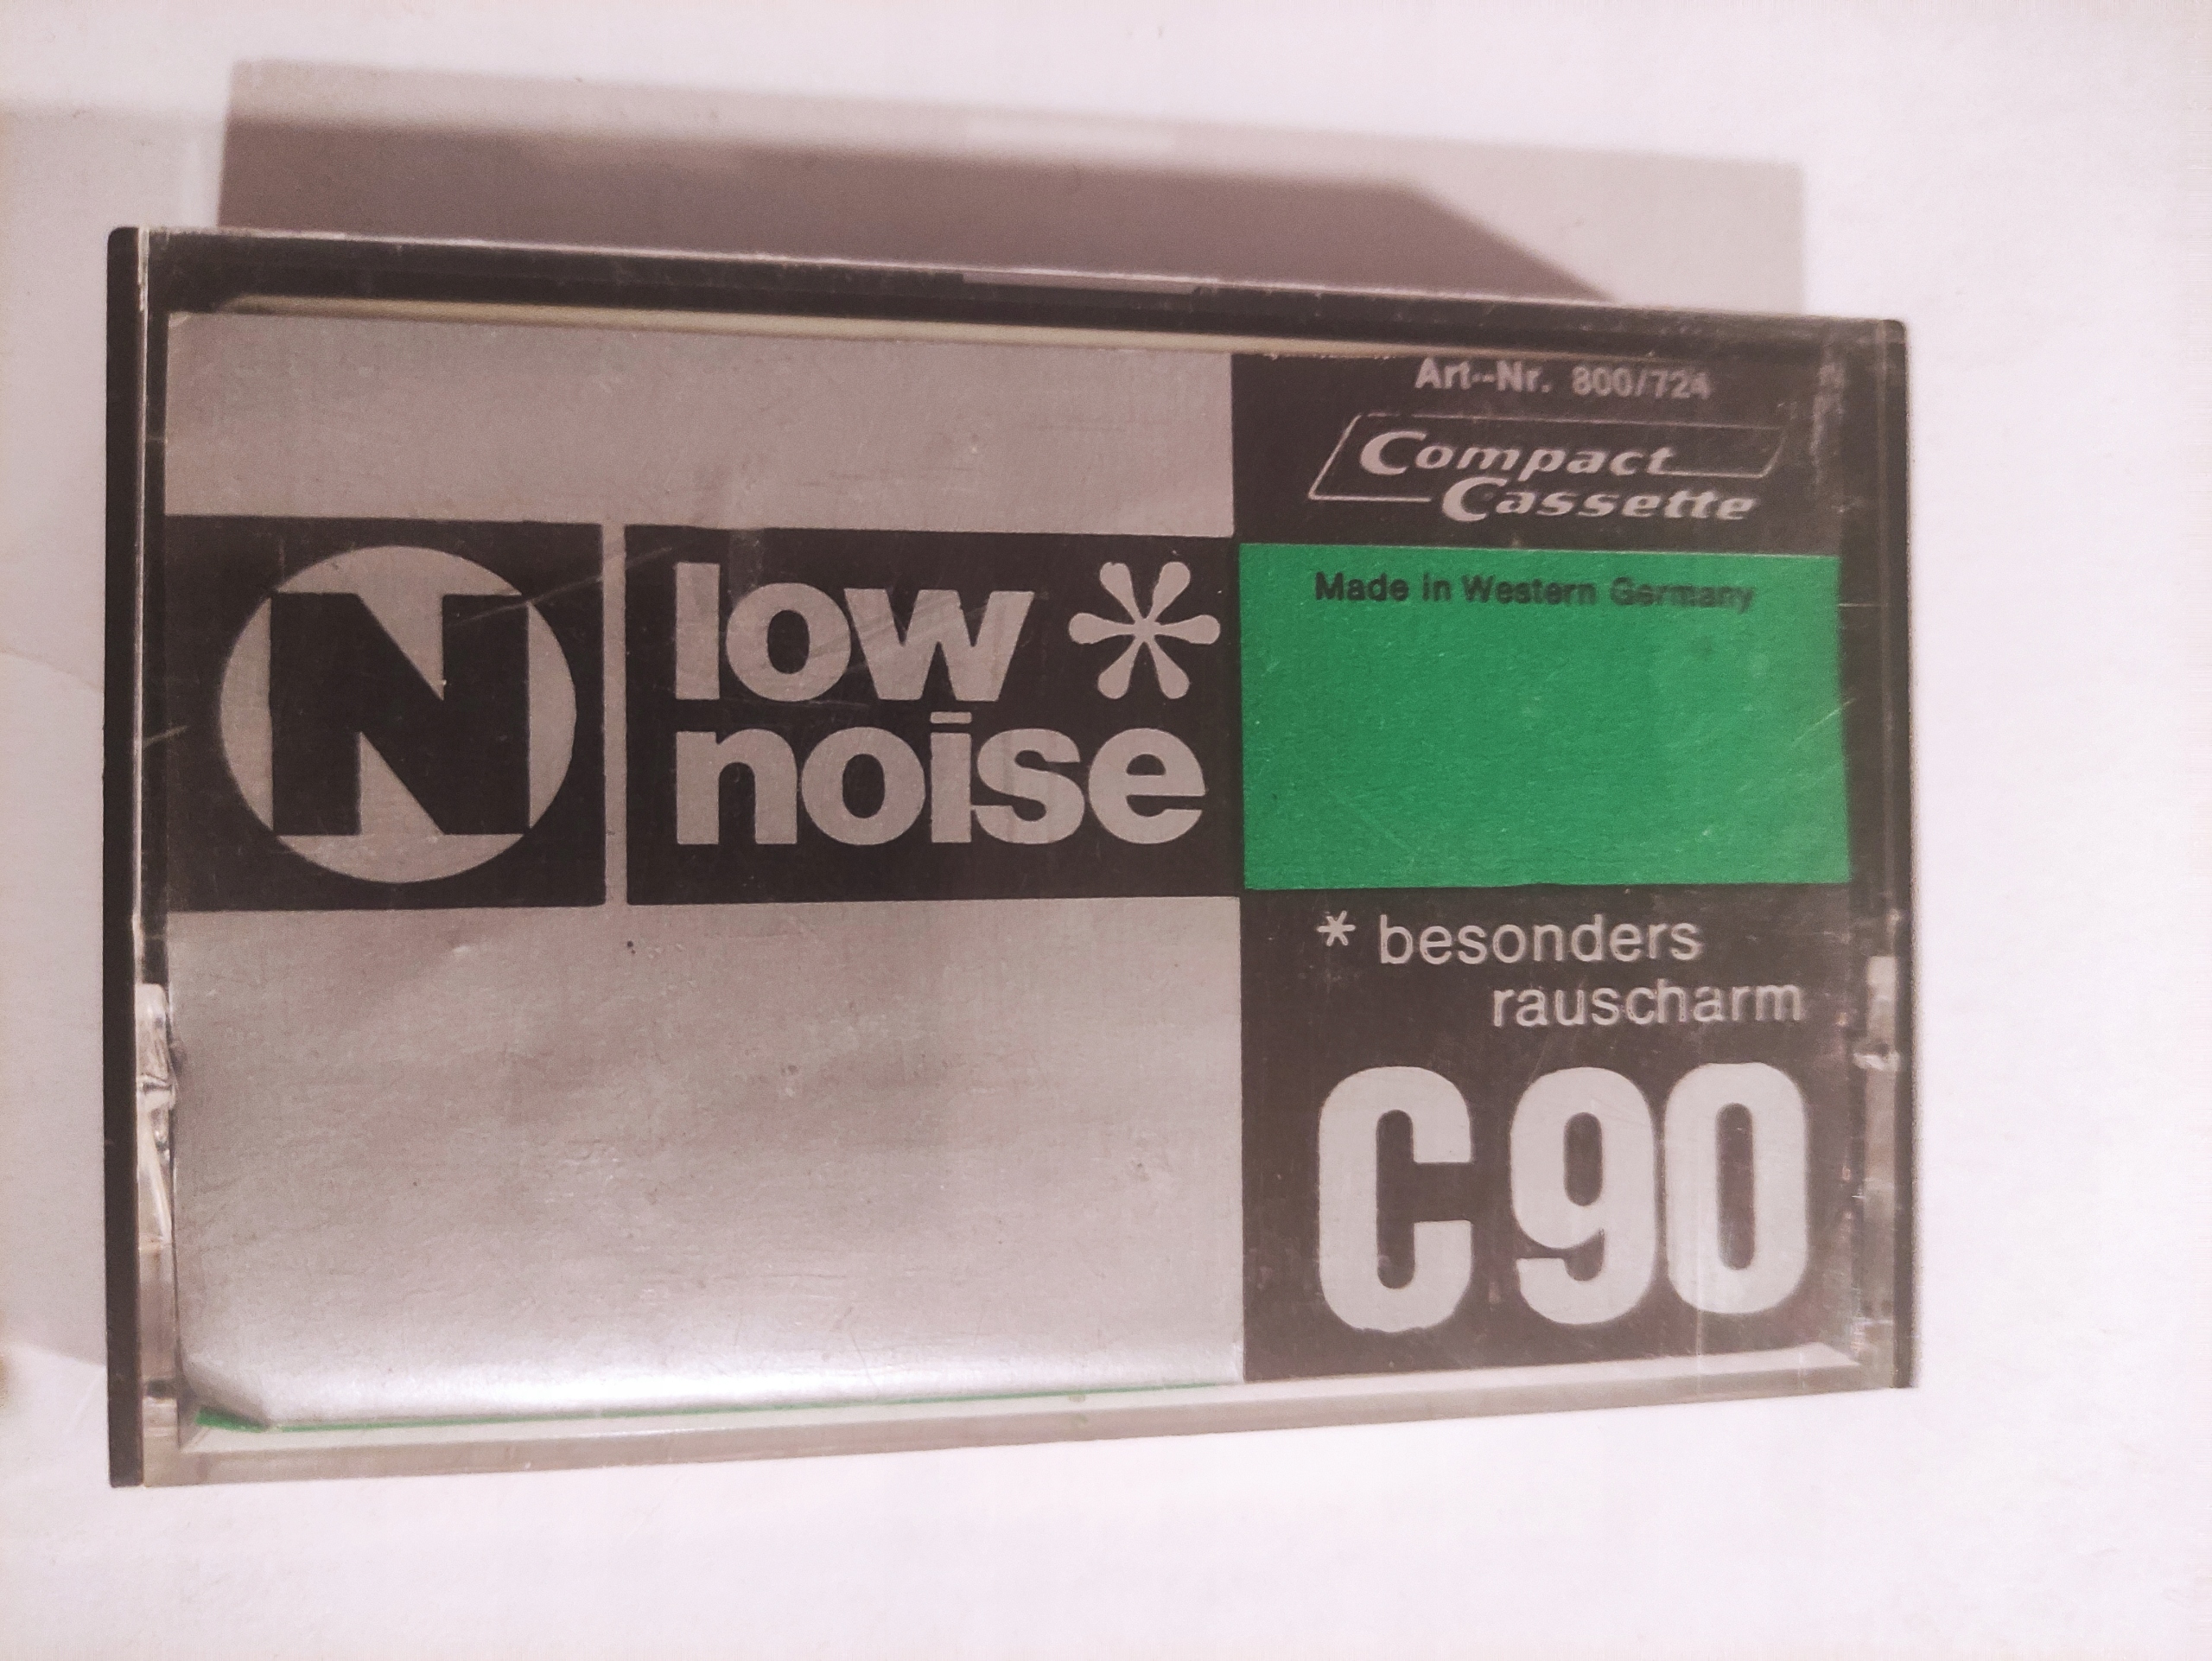 Art.-Nr. 800/724
Compact
Cassette
N
low *
noise
Made in Western Germany
* besonders
rauscharm
C90